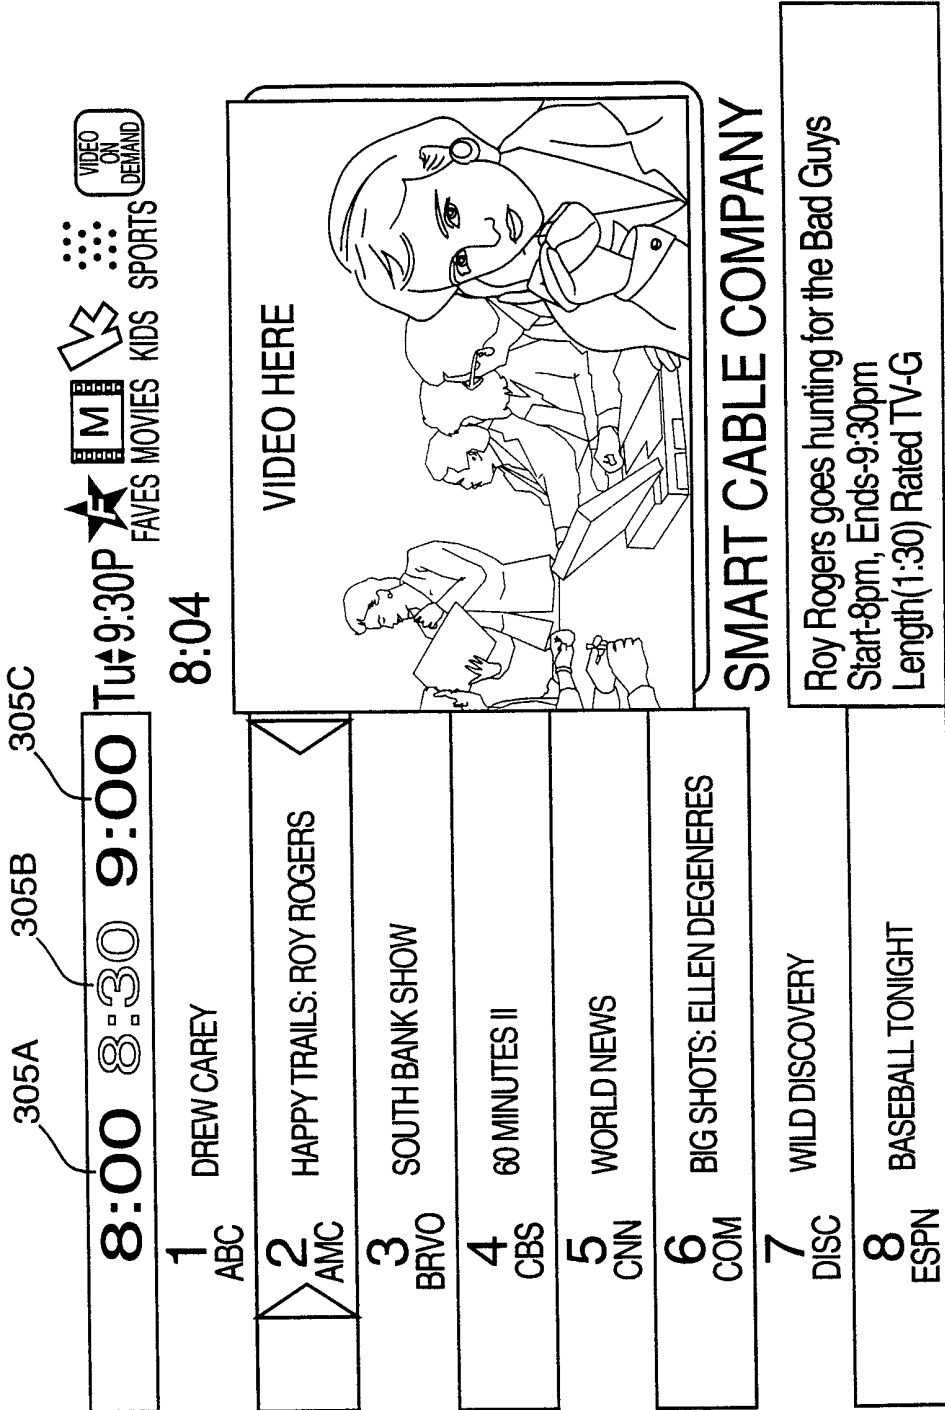 305A 305B 305C
8:00 8:30 9:00 Tu 9:30P
F M
FAVES MOVIES KIDS SPORTS
VIDEO
ON
DEMAND
8:04
1
ABC
DREW CAREY
2
AMC
HAPPY TRAILS: ROY ROGERS
3
BRVO
SOUTH BANK SHOW
4
CBS
60 MINUTES II
5
CNN
WORLD NEWS
6
COM
BIG SHOTS: ELLEN DEGENERES
7
DISC
WILD DISCOVERY
8
ESPN
BASEBALL TONIGHT
VIDEO HERE
SMART CABLE COMPANY
Roy Rogers goes hunting for the Bad Guys
Start-8pm, Ends-9:30pm
Length(1:30) Rated TV-G